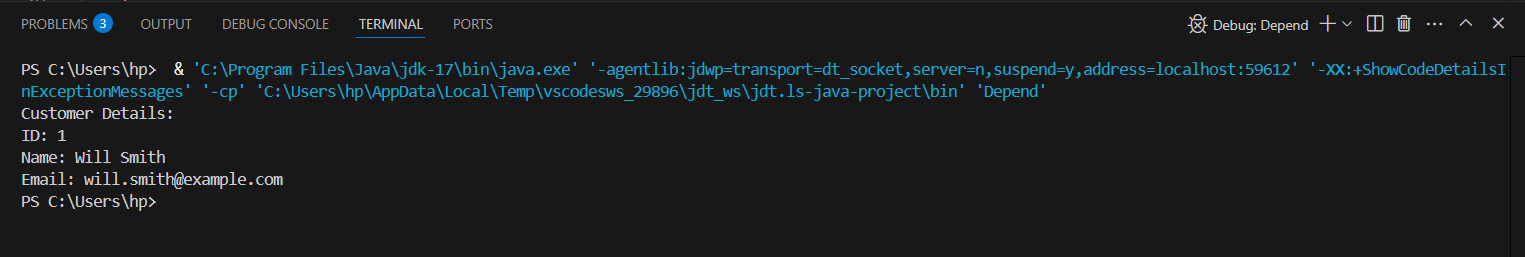 PROBLEMS 3 OUTPUT DEBUG CONSOLE TERMINAL PORTS Debug: Depend
PS C:\Users\hp>  & 'C:\Program Files\Java\jdk-17\bin\java.exe' '-agentlib:jdwp=transport=dt_socket,server=n,suspend=y,address=localhost:59612' '-XX:+ShowCodeDetailsI
nExceptionMessages' '-cp' 'C:\Users\hp\AppData\Local\Temp\vscodesws_29896\jdt_ws\jdt.ls-java-project\bin' 'Depend'
Customer Details:
ID: 1
Name: Will Smith
Email: will.smith@example.com
PS C:\Users\hp>